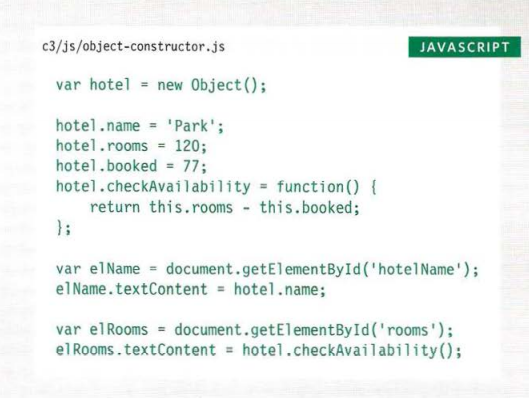 c3/js/object-constructor.js JAVASCRIPT
var hotel = new Object();
hotel.name = 'Park';
hotel.rooms = 120;
hotel.booked = 77;
hotel.checkAvailability = function() {
return this.rooms - this.booked;
};
var elName = document.getElementById('hotelName');
elName.textContent = hotel.name;
var elRooms = document.getElementById('rooms');
elRooms.textContent = hotel.checkAvailability();